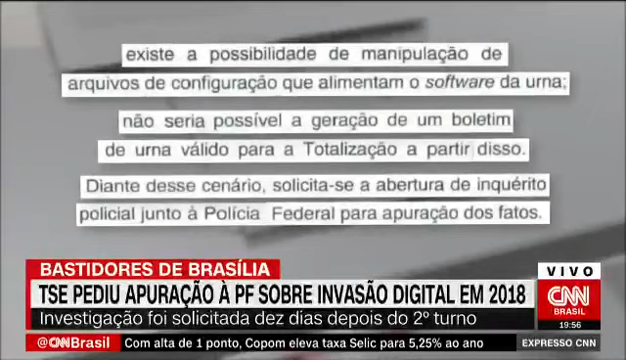 existe a possibilidade de manipulação de
arquivos de configuração que alimentam o software da urna;
não seria possível a geração de um boletim
de urna válido para a Totalização a partir disso.
Diante desse cenário, solicita-se a abertura de inquérito
policial junto à Polícia Federal para apuração dos fatos.
BASTIDORES DE BRASÍLIA
VIVO
TSE PEDIU APURAÇÃO À PF SOBRE INVASÃO DIGITAL EM 2018
CNN
BRASIL
Investigação foi solicitada dez dias depois do 2º turno
19:56
@CNNBrasil
Com alta de 1 ponto, Copom eleva taxa Selic para 5,25% ao ano
EXPRESSO CNN